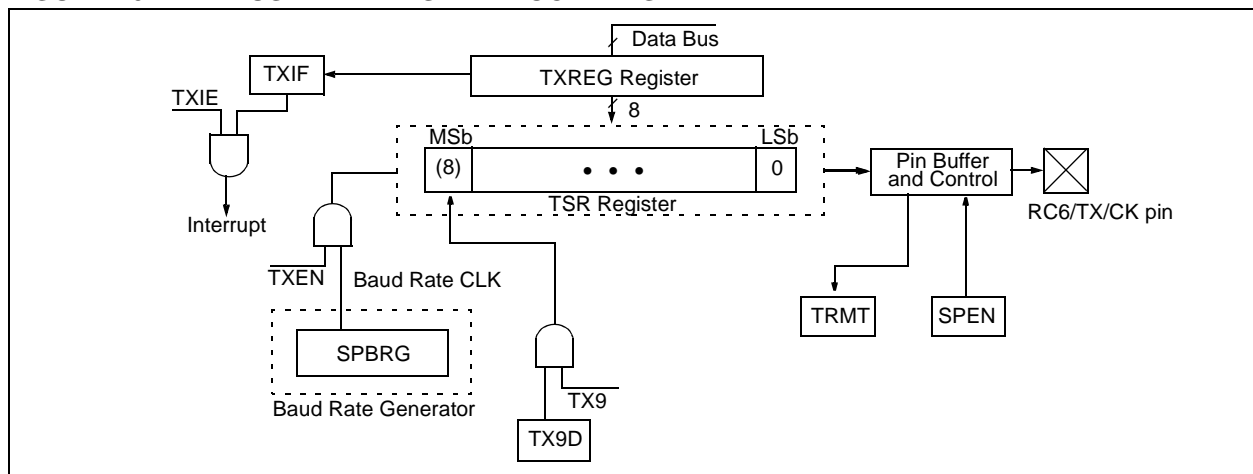 Data Bus
TXIF
TXREG Register
TXIE
8
MSb
LSb
(8)
• • •
0
Pin Buffer
and Control
TSR Register
RC6/TX/CK pin
Interrupt
TXEN
Baud Rate CLK
TRMT
SPEN
SPBRG
TX9
Baud Rate Generator
TX9D